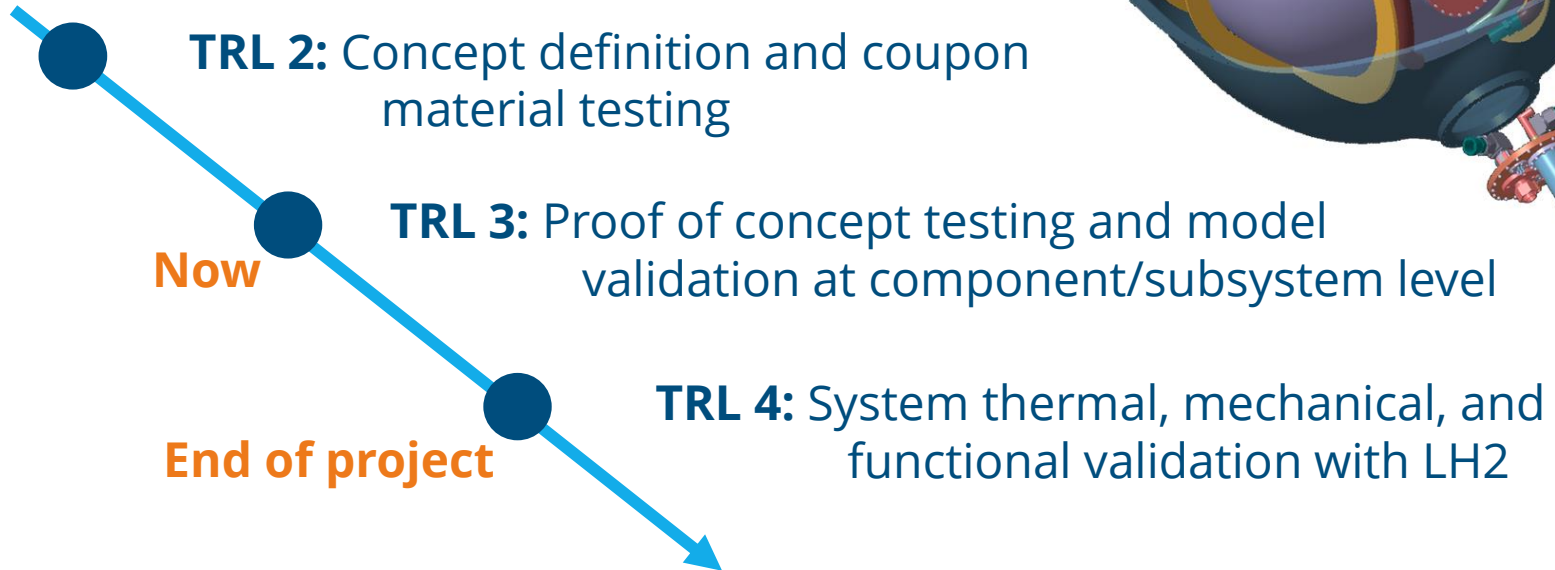 TRL 2: Concept definition and coupon
material testing
TRL 3: Proof of concept testing and model
validation at component/subsystem level
Now
TRL 4: System thermal, mechanical, and
functional validation with LH2
End of project